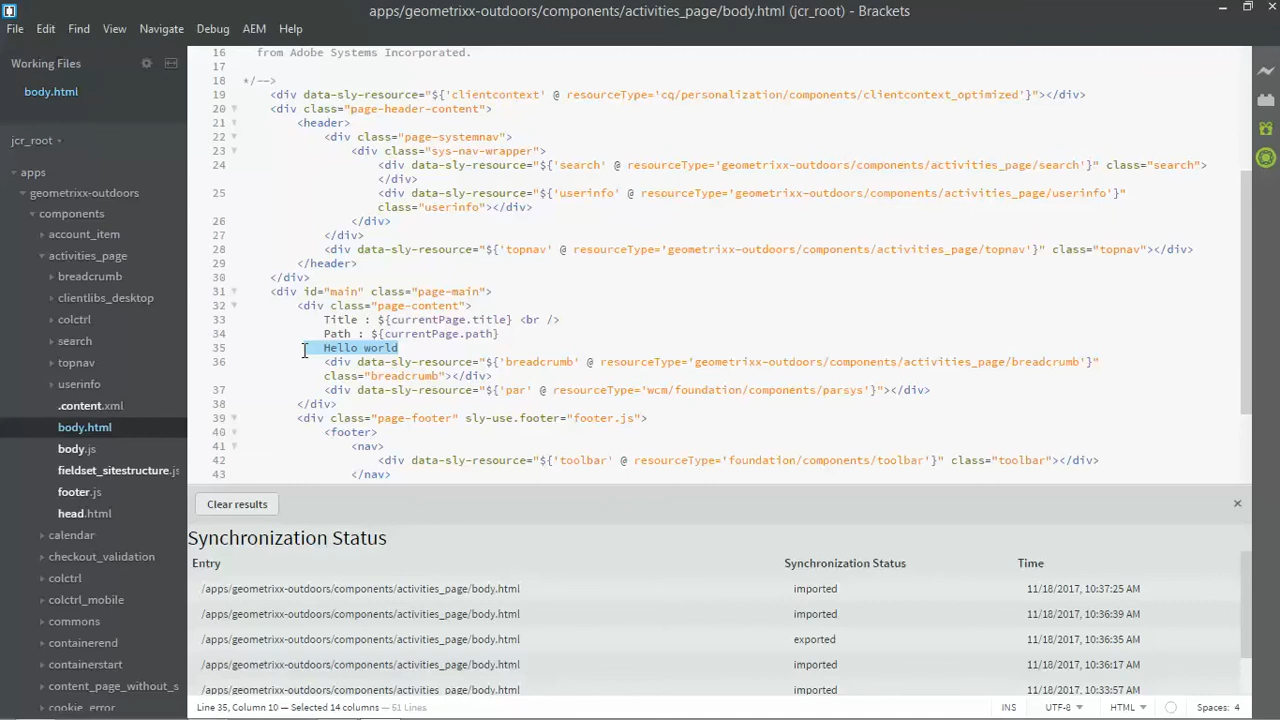 apps/geometrixx-outdoors/components/activities_page/body.html (jcr_root) - Brackets
File Edit Find View Navigate Debug AEM Help
Working Files
body.html
jcr_root
apps
geometrixx-outdoors
components
account_item
activities_page
breadcrumb
clientlibs_desktop
colctrl
search
topnav
userinfo
.content.xml
body.html
body.js
fieldset_sitestructure.js
footer.js
head.html
calendar
checkout_validation
colctrl
colctrl_mobile
commons
containerend
containerstart
content_page_without_s
cookie_error
16 from Adobe Systems Incorporated.
17
18 */-->
19 <div data-sly-resource="${'clientcontext' @ resourceType='cq/personalization/components/clientcontext_optimized'}"></div>
20 <div class="page-header-content">
21 <header>
22 <div class="page-systemnav">
23 <div class="sys-nav-wrapper">
24 <div data-sly-resource="${'search' @ resourceType='geometrixx-outdoors/components/activities_page/search'}" class="search">
</div>
25 <div data-sly-resource="${'userinfo' @ resourceType='geometrixx-outdoors/components/activities_page/userinfo'}"
class="userinfo"></div>
26 </div>
27 </div>
28 <div data-sly-resource="${'topnav' @ resourceType='geometrixx-outdoors/components/activities_page/topnav'}" class="topnav"></div>
29 </header>
30 </div>
31 <div id="main" class="page-main">
32 <div class="page-content">
33 Title : ${currentPage.title} <br />
34 Path : ${currentPage.path}
35 Hello world
36 <div data-sly-resource="${'breadcrumb' @ resourceType='geometrixx-outdoors/components/activities_page/breadcrumb'}"
class="breadcrumb"></div>
37 <div data-sly-resource="${'par' @ resourceType='wcm/foundation/components/parsys'}"></div>
38 </div>
39 <div class="page-footer" sly-use.footer="footer.js">
40 <footer>
41 <nav>
42 <div data-sly-resource="${'toolbar' @ resourceType='foundation/components/toolbar'}" class="toolbar"></div>
43 </nav>
Clear results
Synchronization Status
Entry Synchronization Status Time
/apps/geometrixx-outdoors/components/activities_page/body.html imported 11/18/2017, 10:37:25 AM
/apps/geometrixx-outdoors/components/activities_page/body.html imported 11/18/2017, 10:36:39 AM
/apps/geometrixx-outdoors/components/activities_page/body.html exported 11/18/2017, 10:36:35 AM
/apps/geometrixx-outdoors/components/activities_page/body.html imported 11/18/2017, 10:36:17 AM
/apps/geometrixx-outdoors/components/activities_page/body.html imported 11/18/2017, 10:33:57 AM
Line 35, Column 10 — Selected 14 columns — 51 Lines INS UTF-8 HTML Spaces: 4